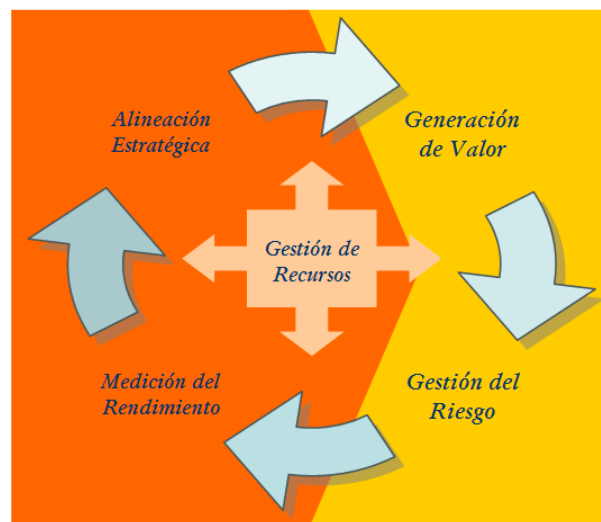 Alineación
Estratégica
Generación
de Valor
Gestión de
Recursos
Medición del
Rendimiento
Gestión del
Riesgo